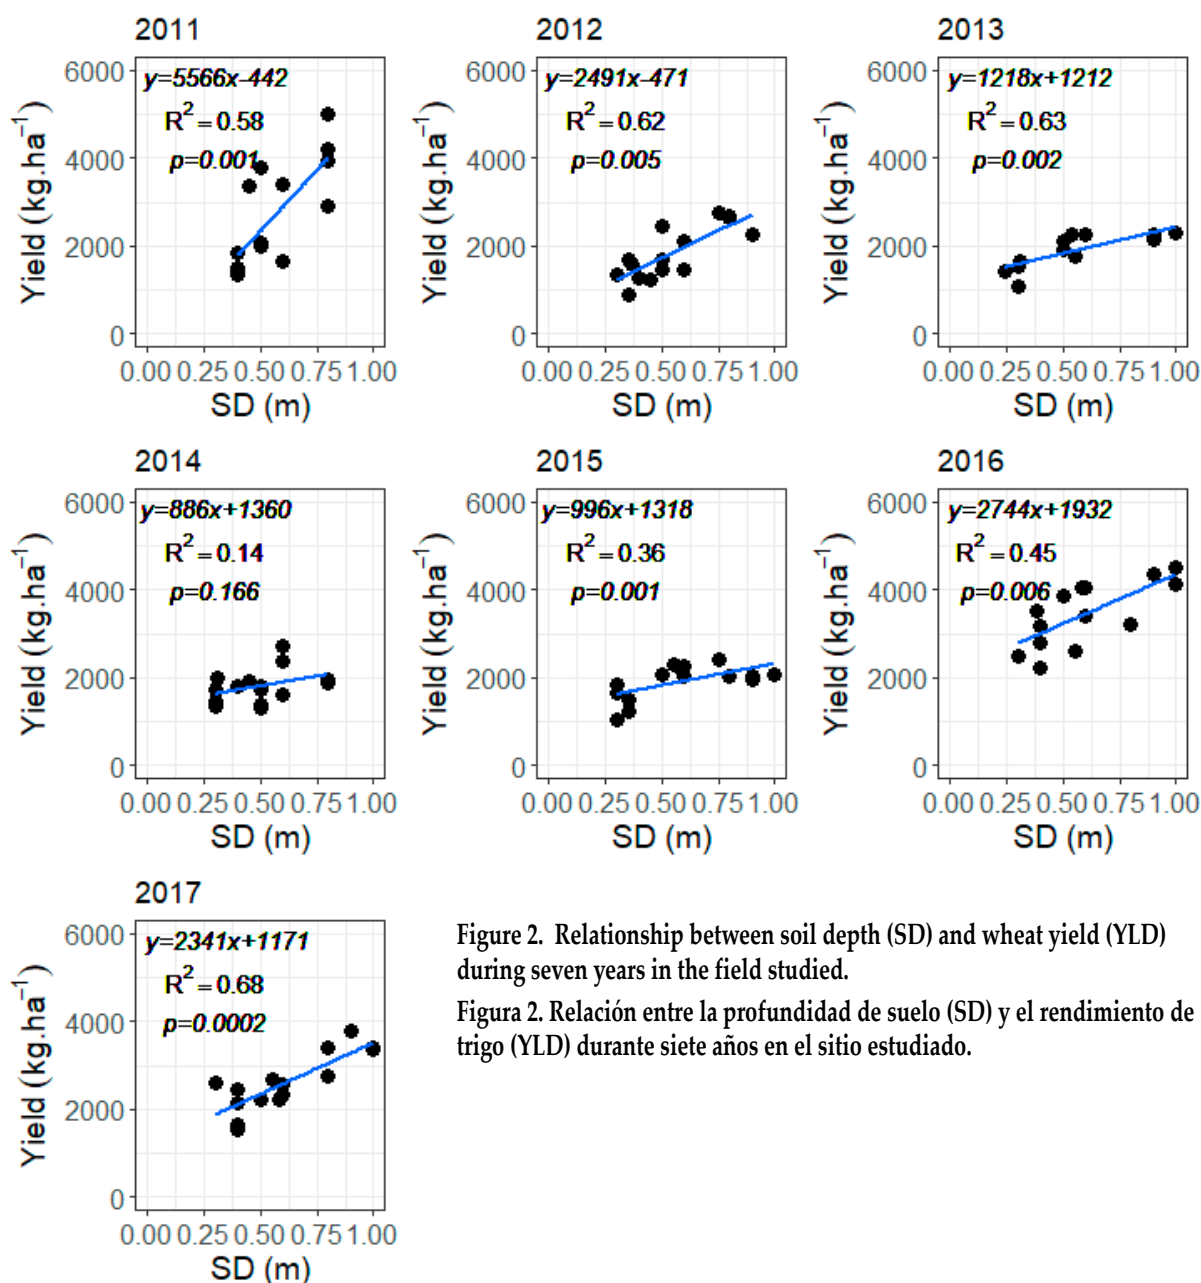 2011
y=5566x-442
R² = 0.58
p=0.001
Yield (kg.ha⁻¹)
6000
4000
2000
0
0.00 0.25 0.50 0.75 1.00
SD (m)
2012
y=2491x-471
R² = 0.62
p=0.005
Yield (kg.ha⁻¹)
6000
4000
2000
0
0.00 0.25 0.50 0.75 1.00
SD (m)
2013
y=1218x+1212
R² = 0.63
p=0.002
Yield (kg.ha⁻¹)
6000
4000
2000
0
0.00 0.25 0.50 0.75 1.00
SD (m)
2014
y=886x+1360
R² = 0.14
p=0.166
Yield (kg.ha⁻¹)
6000
4000
2000
0
0.00 0.25 0.50 0.75 1.00
SD (m)
2015
y=996x+1318
R² = 0.36
p=0.001
Yield (kg.ha⁻¹)
6000
4000
2000
0
0.00 0.25 0.50 0.75 1.00
SD (m)
2016
y=2744x+1932
R² = 0.45
p=0.006
Yield (kg.ha⁻¹)
6000
4000
2000
0
0.00 0.25 0.50 0.75 1.00
SD (m)
2017
y=2341x+1171
R² = 0.68
p=0.0002
Yield (kg.ha⁻¹)
6000
4000
2000
0
0.00 0.25 0.50 0.75 1.00
SD (m)
Figure 2. Relationship between soil depth (SD) and wheat yield (YLD)
during seven years in the field studied.
Figura 2. Relación entre la profundidad de suelo (SD) y el rendimiento de
trigo (YLD) durante siete años en el sitio estudiado.